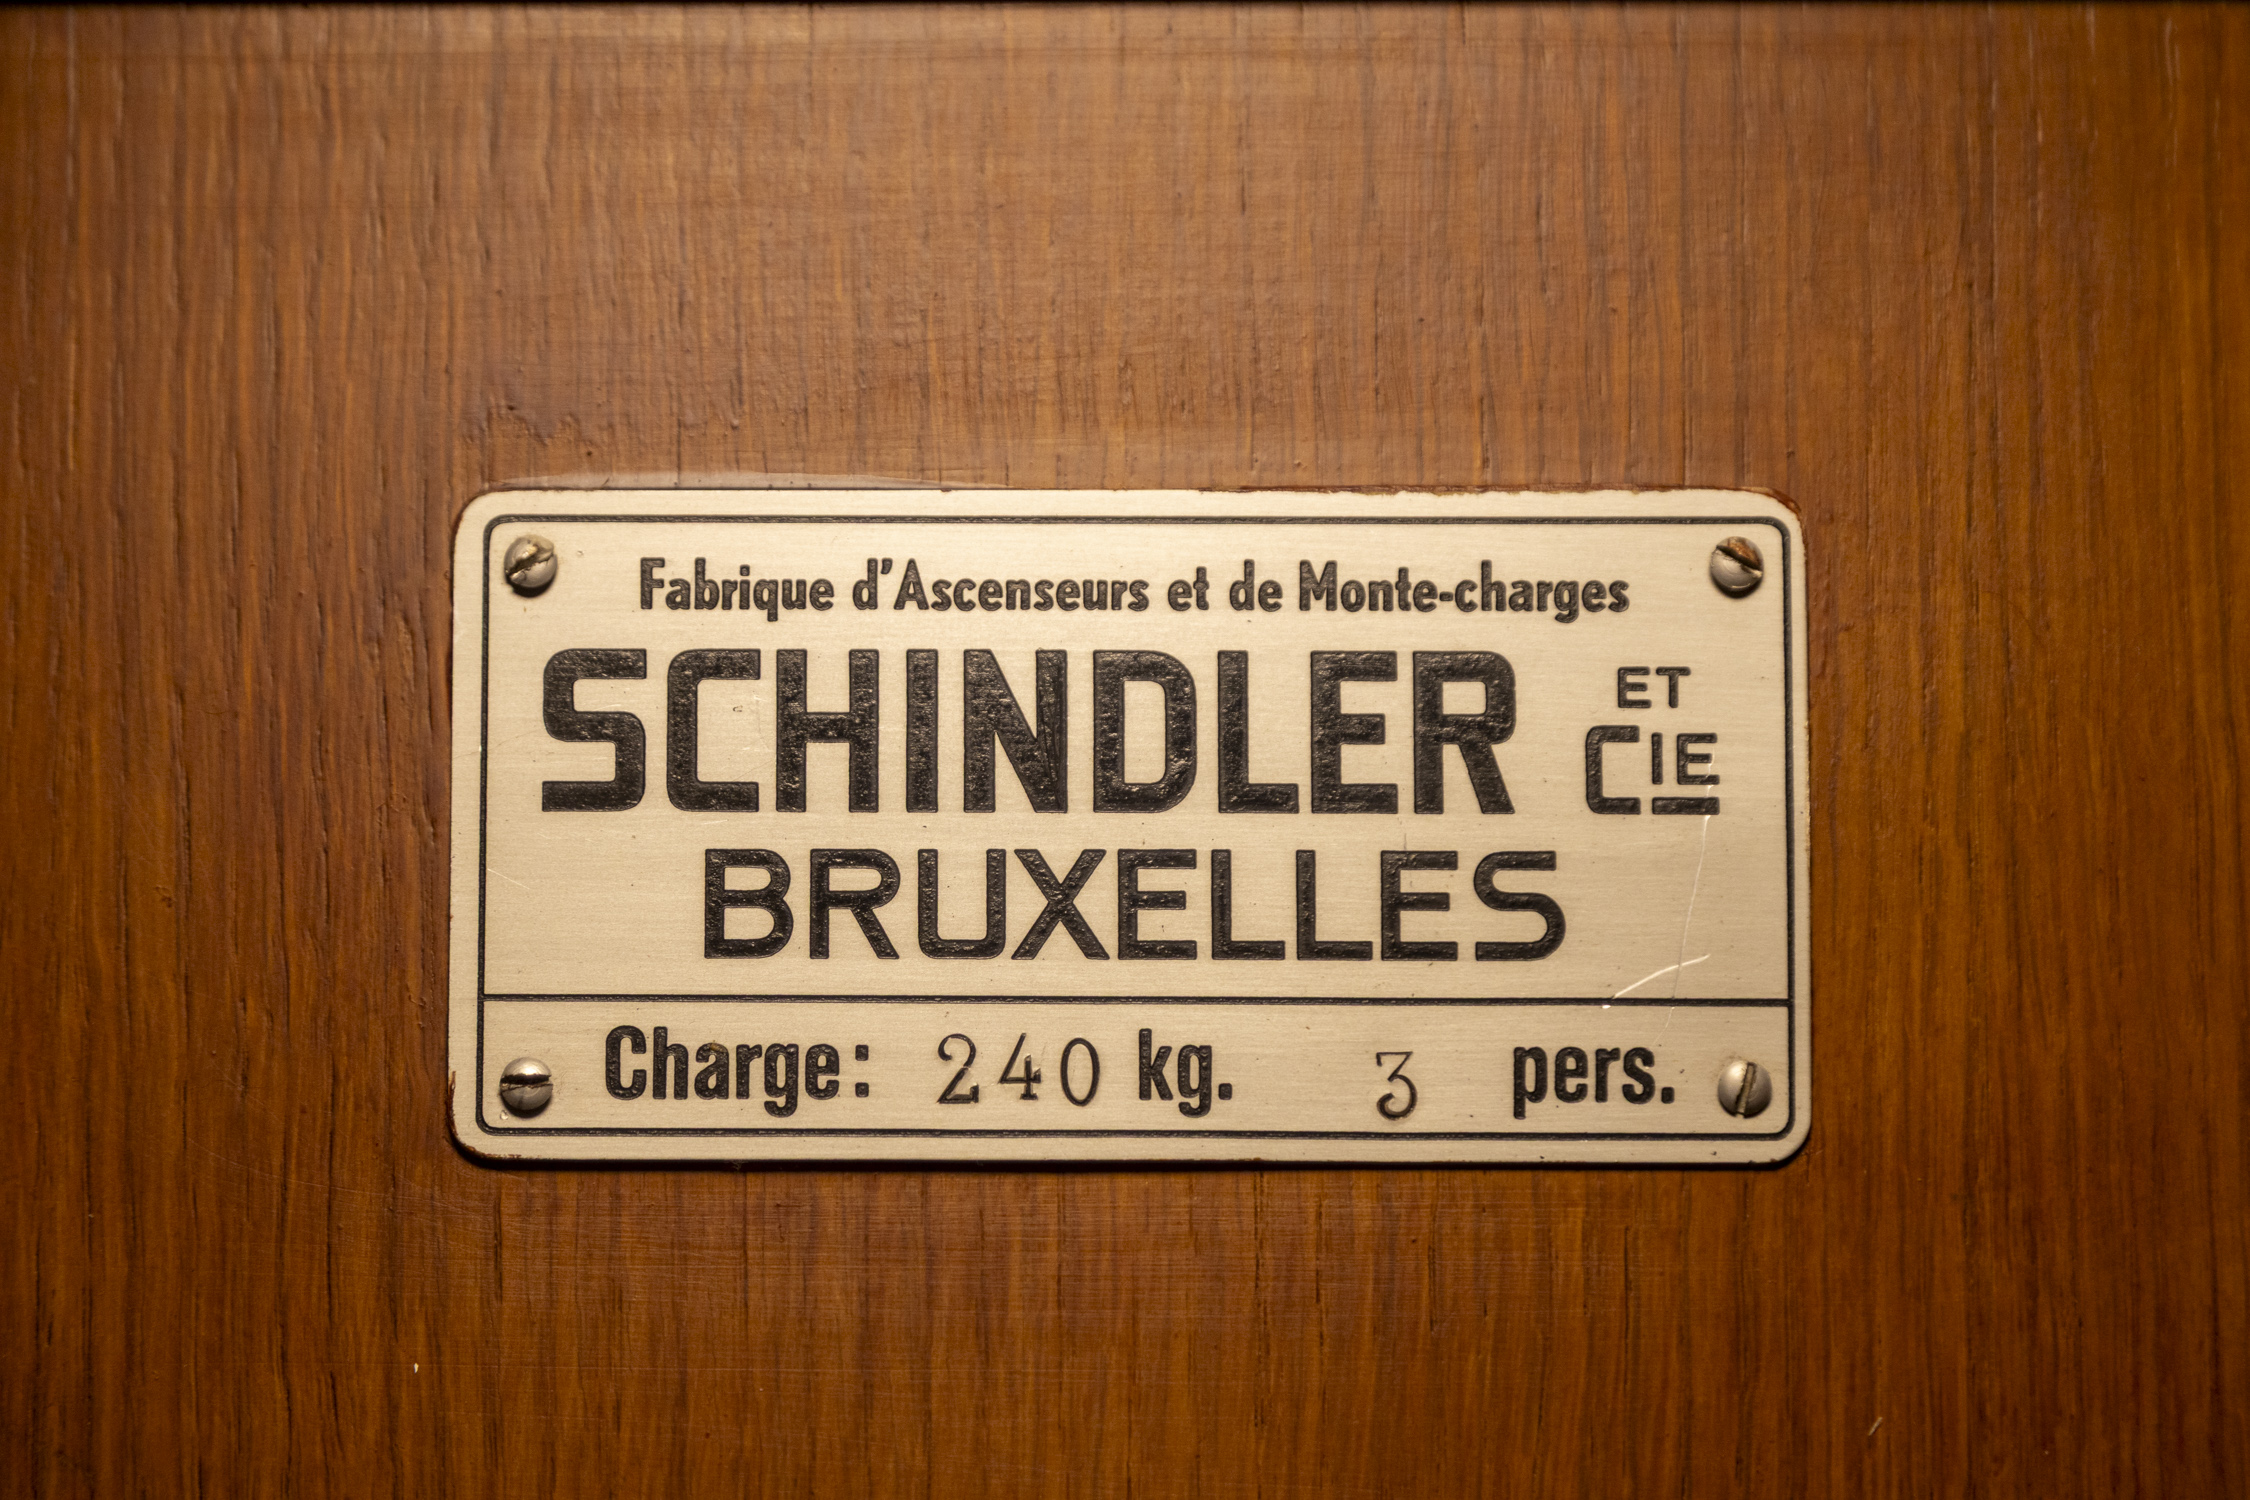 Fabrique d'Ascenseurs et de Monte-charges
SCHINDLER ET CIE
BRUXELLES
Charge: 240 kg. 3 pers.